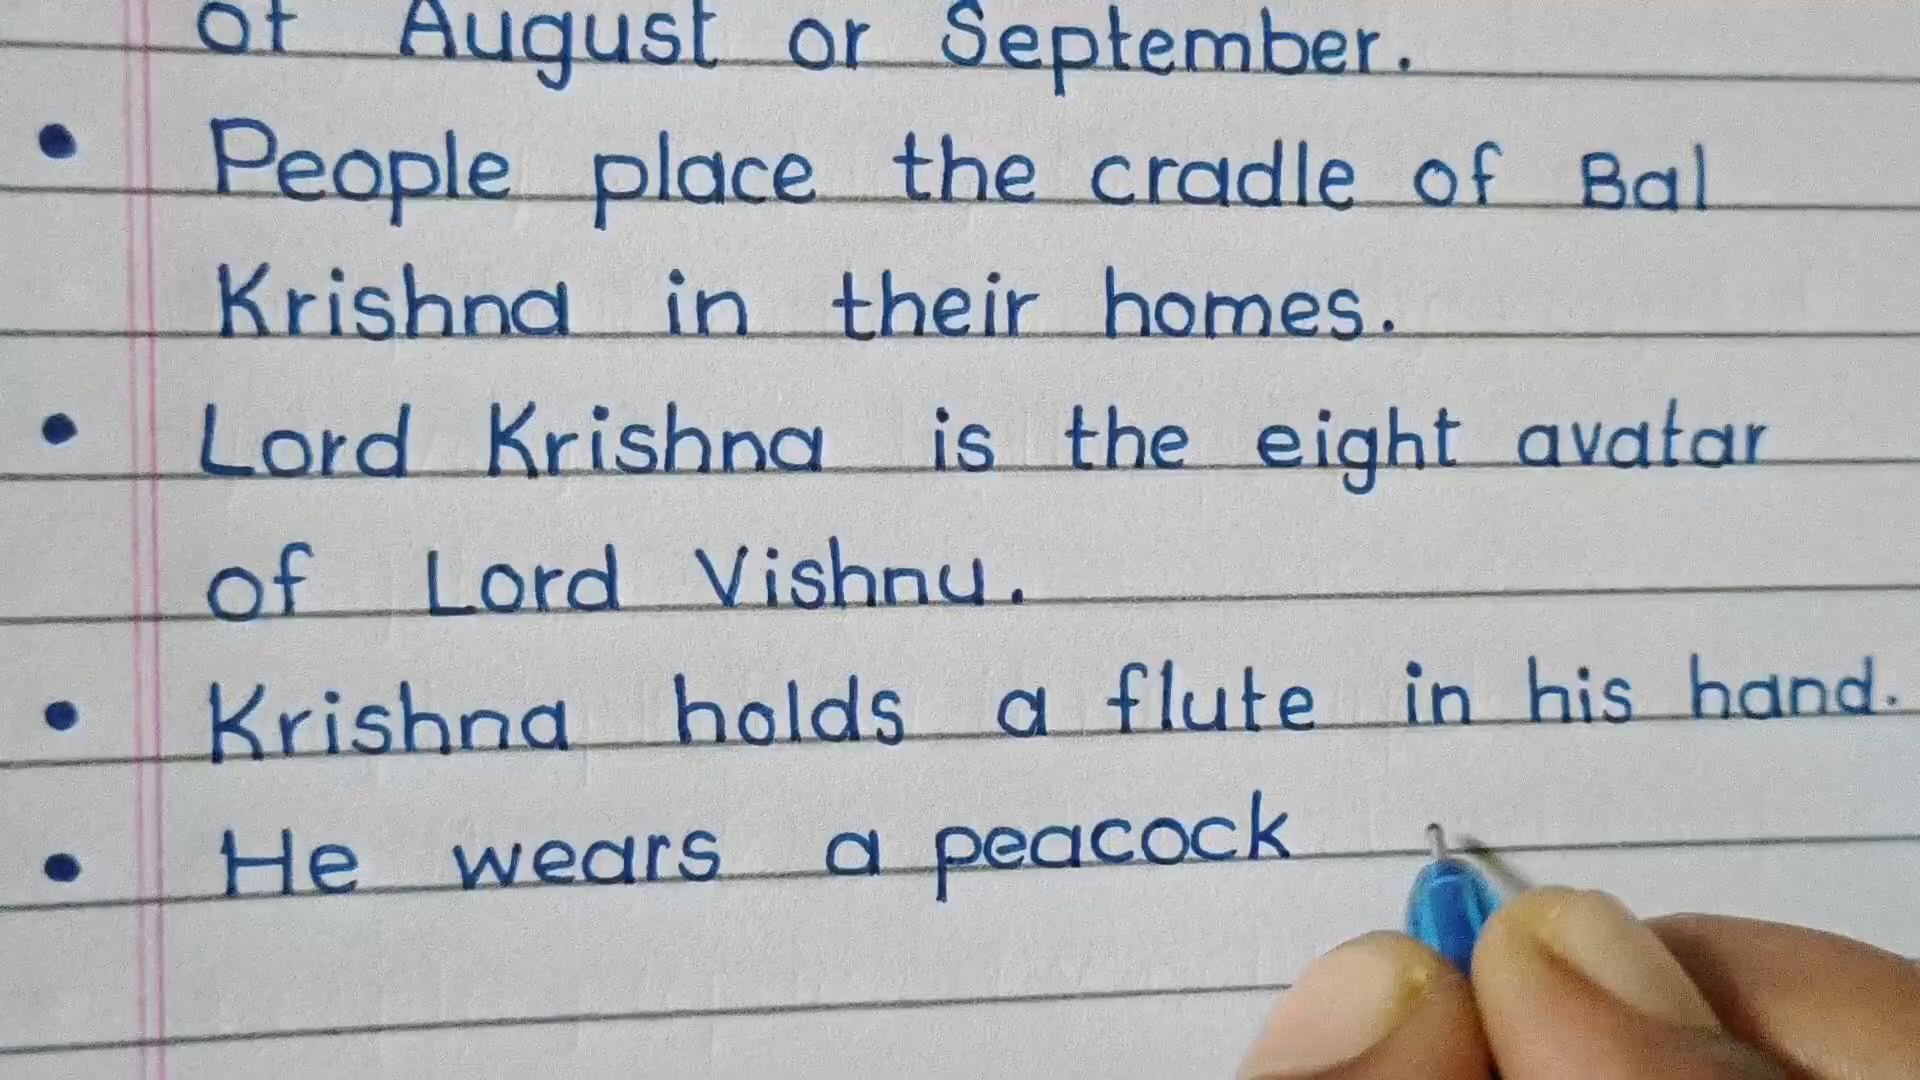 of August or September.
• People place the cradle of Bal
Krishna in their homes.
• Lord Krishna is the eight avatar
of Lord Vishnu.
• Krishna holds a flute in his hand.
• He wears a peacock